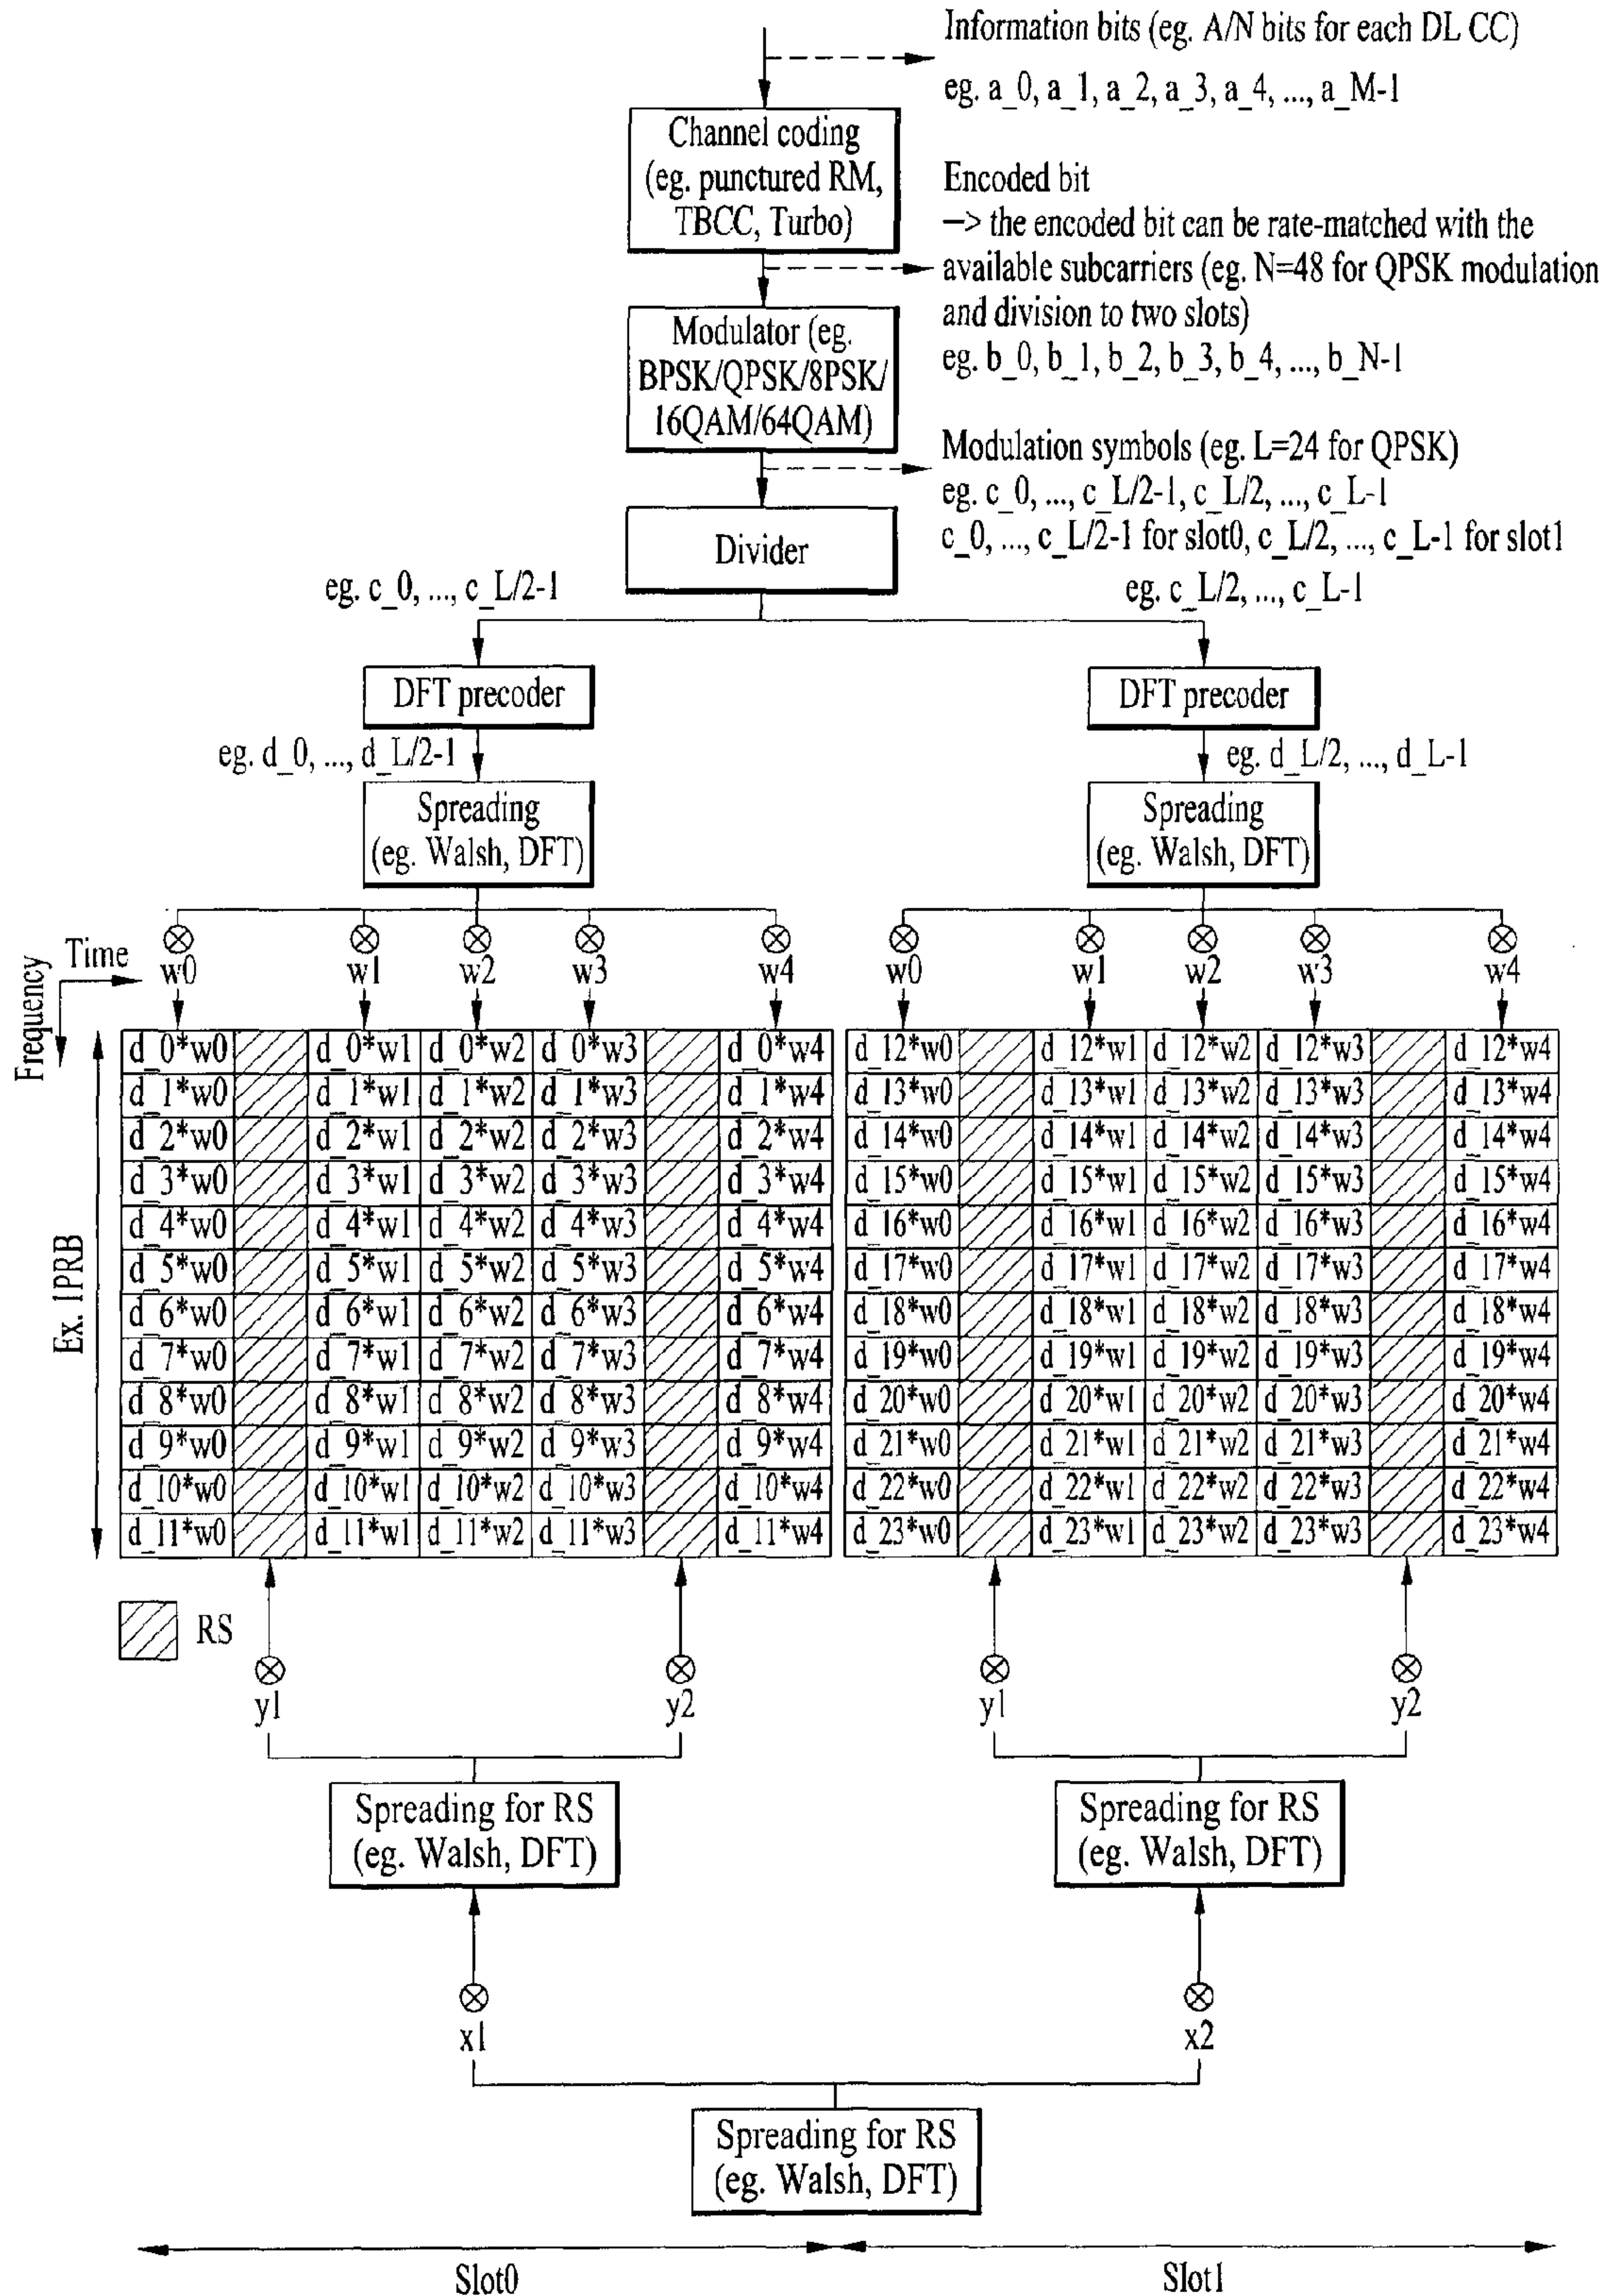 Information bits (eg. A/N bits for each DL CC)
eg. a_0, a_1, a_2, a_3, a_4, ..., a_M-1
Channel coding
(eg. punctured RM,
TBCC, Turbo)
Encoded bit
—> the encoded bit can be rate-matched with the
available subcarriers (eg. N=48 for QPSK modulation
and division to two slots)
eg. b_0, b_1, b_2, b_3, b_4, ..., b_N-1
Modulator (eg.
BPSK/QPSK/8PSK/
16QAM/64QAM)
Modulation symbols (eg. L=24 for QPSK)
eg. c_0, ..., c_L/2-1, c_L/2, ..., c_L-1
c_0, ..., c_L/2-1 for slot0, c_L/2, ..., c_L-1 for slot1
Divider
eg. c_0, ..., c_L/2-1
eg. c_L/2, ..., c_L-1
DFT precoder
DFT precoder
eg. d_0, ..., d_L/2-1
eg. d_L/2, ..., d_L-1
Spreading
(eg. Walsh, DFT)
Spreading
(eg. Walsh, DFT)
Frequency
Time
w0 w1 w2 w3 w4 w0 w1 w2 w3 w4
Ex. 1PRB
d_0*w0 d_0*w1 d_0*w2 d_0*w3 d_0*w4 d_12*w0 d_12*w1 d_12*w2 d_12*w3 d_12*w4
d_1*w0 d_1*w1 d_1*w2 d_1*w3 d_1*w4 d_13*w0 d_13*w1 d_13*w2 d_13*w3 d_13*w4
d_2*w0 d_2*w1 d_2*w2 d_2*w3 d_2*w4 d_14*w0 d_14*w1 d_14*w2 d_14*w3 d_14*w4
d_3*w0 d_3*w1 d_3*w2 d_3*w3 d_3*w4 d_15*w0 d_15*w1 d_15*w2 d_15*w3 d_15*w4
d_4*w0 d_4*w1 d_4*w2 d_4*w3 d_4*w4 d_16*w0 d_16*w1 d_16*w2 d_16*w3 d_16*w4
d_5*w0 d_5*w1 d_5*w2 d_5*w3 d_5*w4 d_17*w0 d_17*w1 d_17*w2 d_17*w3 d_17*w4
d_6*w0 d_6*w1 d_6*w2 d_6*w3 d_6*w4 d_18*w0 d_18*w1 d_18*w2 d_18*w3 d_18*w4
d_7*w0 d_7*w1 d_7*w2 d_7*w3 d_7*w4 d_19*w0 d_19*w1 d_19*w2 d_19*w3 d_19*w4
d_8*w0 d_8*w1 d_8*w2 d_8*w3 d_8*w4 d_20*w0 d_20*w1 d_20*w2 d_20*w3 d_20*w4
d_9*w0 d_9*w1 d_9*w2 d_9*w3 d_9*w4 d_21*w0 d_21*w1 d_21*w2 d_21*w3 d_21*w4
d_10*w0 d_10*w1 d_10*w2 d_10*w3 d_10*w4 d_22*w0 d_22*w1 d_22*w2 d_22*w3 d_22*w4
d_11*w0 d_11*w1 d_11*w2 d_11*w3 d_11*w4 d_23*w0 d_23*w1 d_23*w2 d_23*w3 d_23*w4
RS
y1 y2 y1 y2
Spreading for RS
(eg. Walsh, DFT)
Spreading for RS
(eg. Walsh, DFT)
x1 x2
Spreading for RS
(eg. Walsh, DFT)
Slot0 Slot1